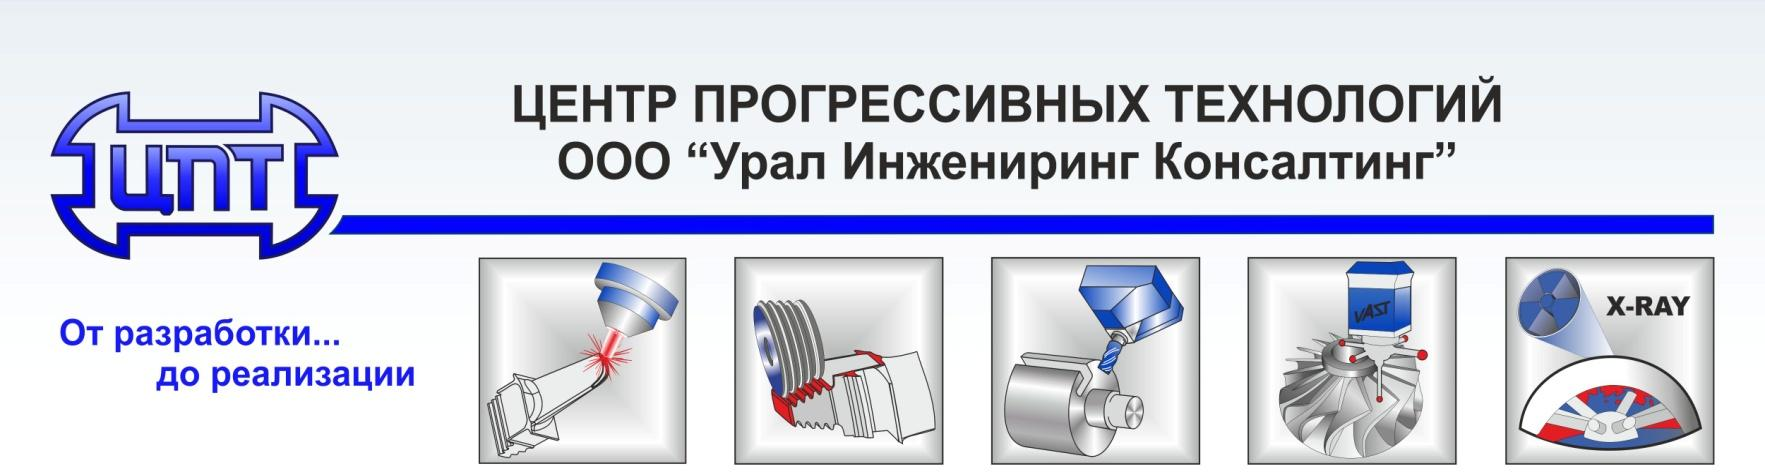 ЦЕНТР ПРОГРЕССИВНЫХ ТЕХНОЛОГИЙ
ООО “Урал Инжениринг Консалтинг”
ЦПТ
От разработки...
до реализации
VAST
X-RAY